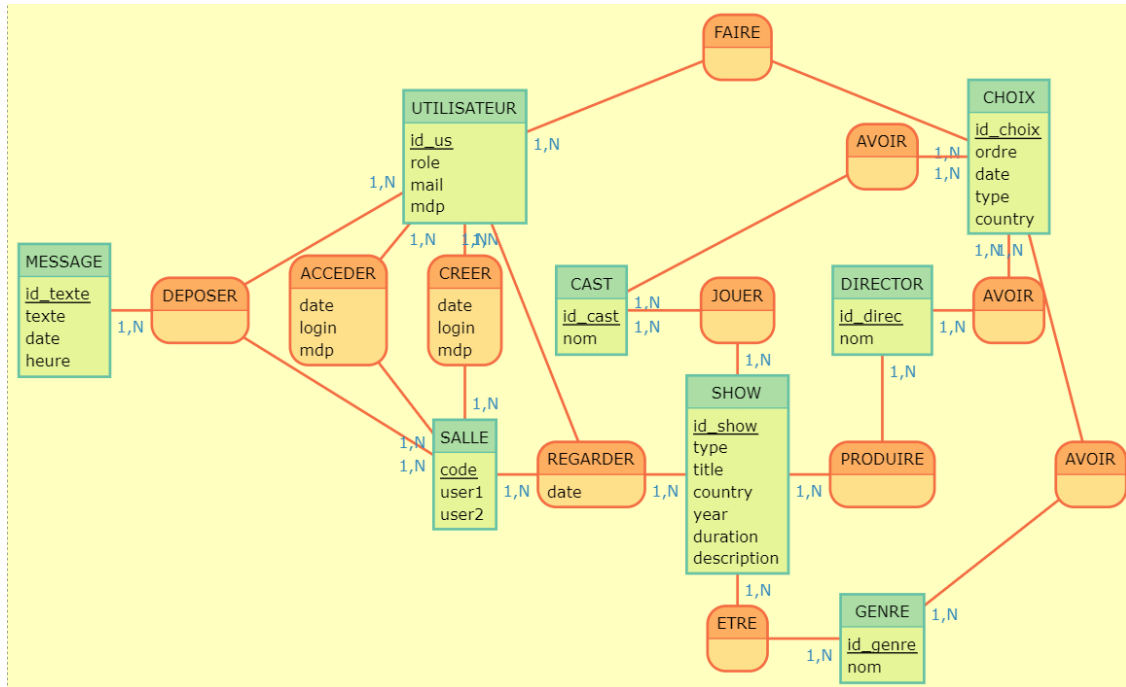 FAIRE
UTILISATEUR
id_us
role
mail
mdp
1,N
1,N
CHOIX
id_choix
ordre
date
type
country
1,N
1,N
1,N
1,N
AVOIR
MESSAGE
id_texte
texte
date
heure
1,N
DEPOSER
ACCEDER
date
login
mdp
1,N
CREER
date
login
mdp
1,N
1,N
CAST
id_cast
nom
1,N
1,N
JOUER
DIRECTOR
id_direc
nom
1,N
1,N
AVOIR
SALLE
code
user1
user2
1,N
1,N
1,N
1,N
REGARDER
date
SHOW
id_show
type
title
country
year
duration
description
1,N
1,N
1,N
1,N
PRODUIRE
AVOIR
ETRE
GENRE
id_genre
nom
1,N
1,N